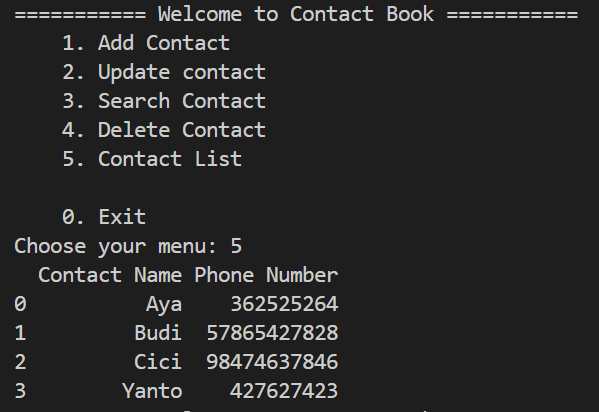 =========== Welcome to Contact Book ===========
    1. Add Contact
    2. Update contact
    3. Search Contact
    4. Delete Contact
    5. Contact List

    0. Exit
Choose your menu: 5
  Contact Name Phone Number
0          Aya    362525264
1         Budi  57865427828
2         Cici  98474637846
3        Yanto    427627423